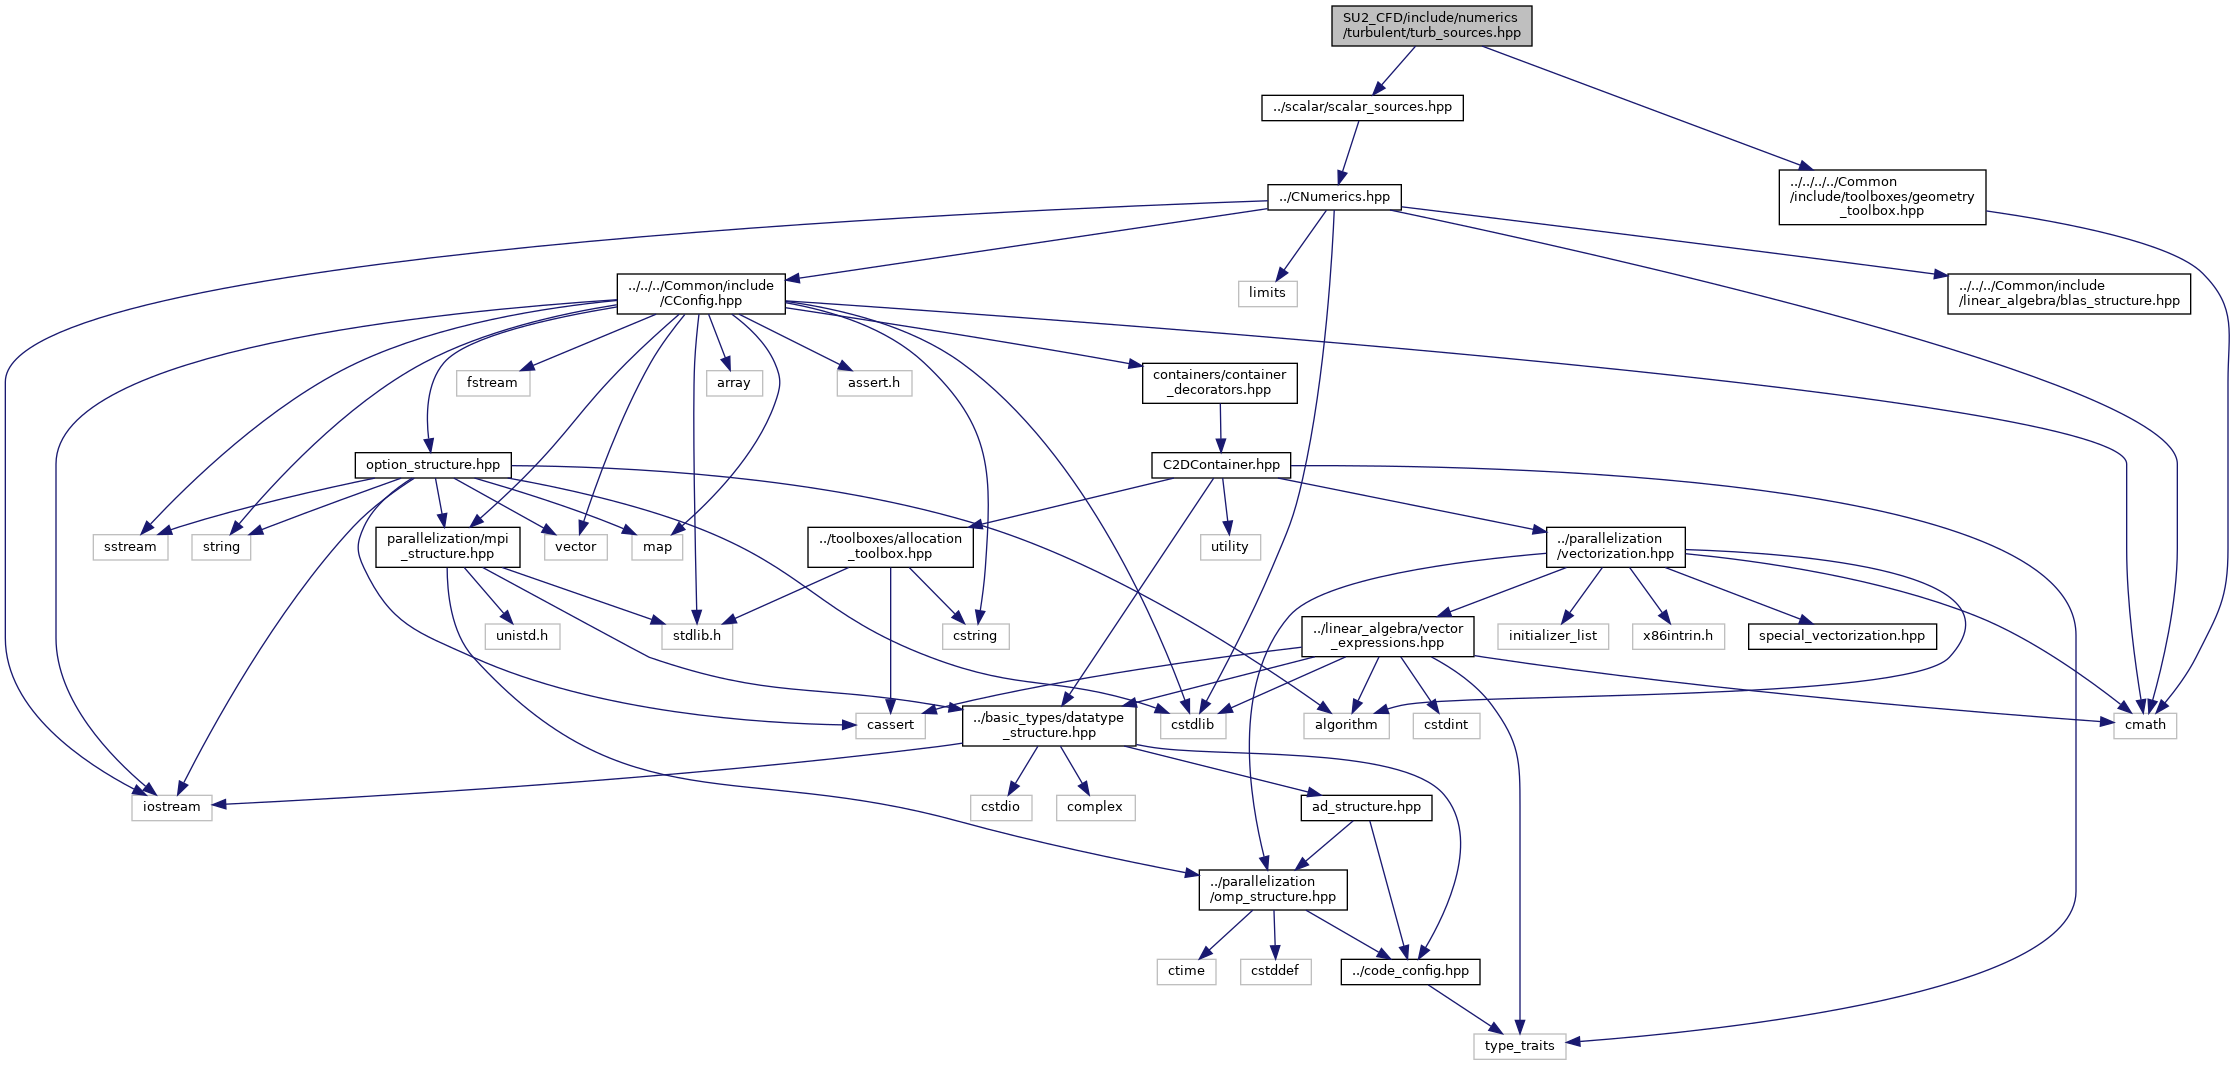 SU2_CFD/include/numerics
/turbulent/turb_sources.hpp
../scalar/scalar_sources.hpp
../CNumerics.hpp
../../../../Common
/include/toolboxes/geometry
_toolbox.hpp
../../../Common/include
/CConfig.hpp
limits
../../../Common/include
/linear_algebra/blas_structure.hpp
fstream
array
assert.h
containers/container
_decorators.hpp
option_structure.hpp
C2DContainer.hpp
sstream
string
parallelization/mpi
_structure.hpp
vector
map
../toolboxes/allocation
_toolbox.hpp
utility
../parallelization
/vectorization.hpp
unistd.h
stdlib.h
cstring
../linear_algebra/vector
_expressions.hpp
initializer_list
x86intrin.h
special_vectorization.hpp
cassert
../basic_types/datatype
_structure.hpp
cstdlib
algorithm
cstdint
cmath
iostream
cstdio
complex
ad_structure.hpp
../parallelization
/omp_structure.hpp
ctime
cstddef
../code_config.hpp
type_traits